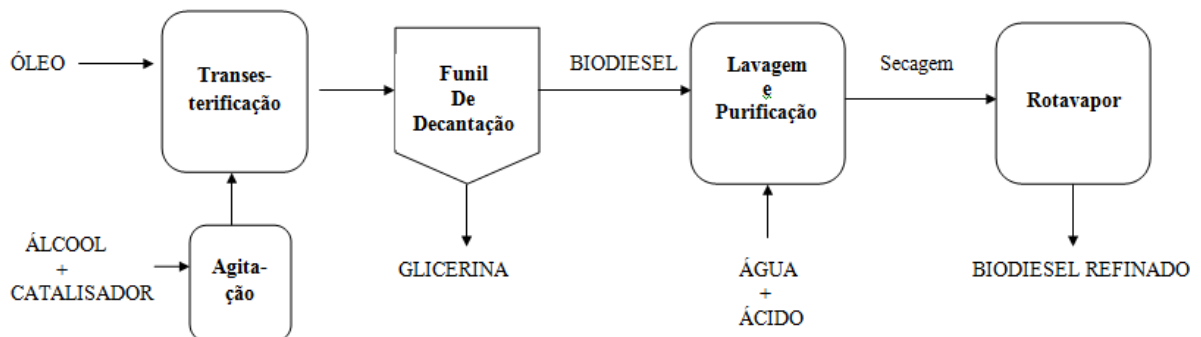 ÓLEO
Transes-
terificação
ÁLCOOL
+
CATALISADOR
Agita-
ção
Funil
De
Decantação
GLICERINA
BIODIESEL
Lavagem
e
Purificação
ÁGUA
+
ÁCIDO
Secagem
Rotavapor
BIODIESEL REFINADO